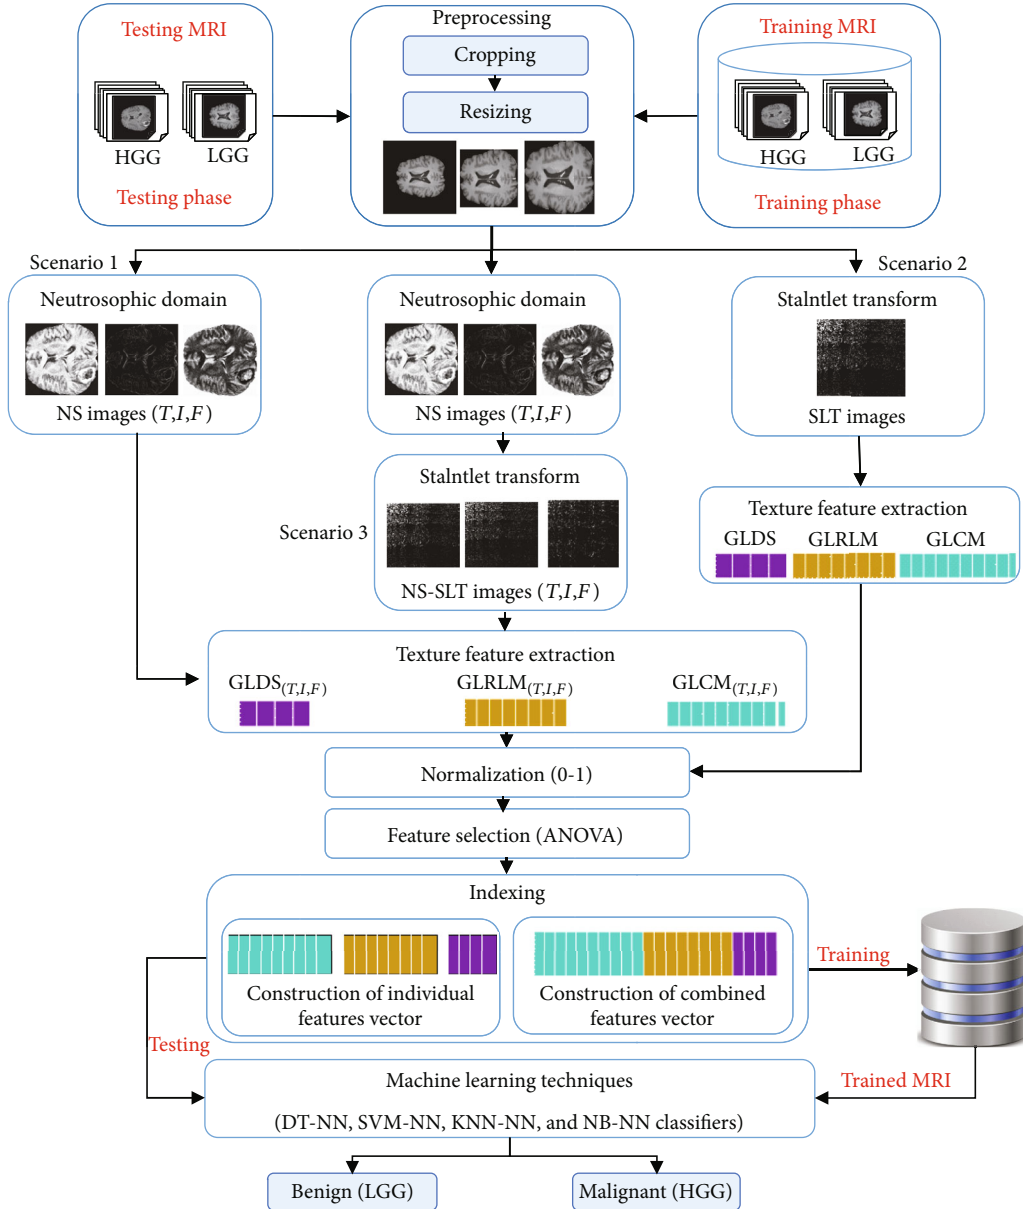 Testing MRI
HGG
LGG
Testing phase
Preprocessing
Cropping
Resizing
Training MRI
HGG
LGG
Training phase
Scenario 1
Neutrosophic domain
NS images (T,I,F)
Neutrosophic domain
NS images (T,I,F)
Scenario 2
Stalntlet transform
SLT images
Scenario 3
Stalntlet transform
NS-SLT images (T,I,F)
Texture feature extraction
GLDS
GLRLM
GLCM
Texture feature extraction
GLDS(T,I,F)
GLRLM(T,I,F)
GLCM(T,I,F)
Normalization (0-1)
Feature selection (ANOVA)
Indexing
Construction of individual
features vector
Construction of combined
features vector
Training
Testing
Trained MRI
Machine learning techniques
(DT-NN, SVM-NN, KNN-NN, and NB-NN classifiers)
Benign (LGG)
Malignant (HGG)